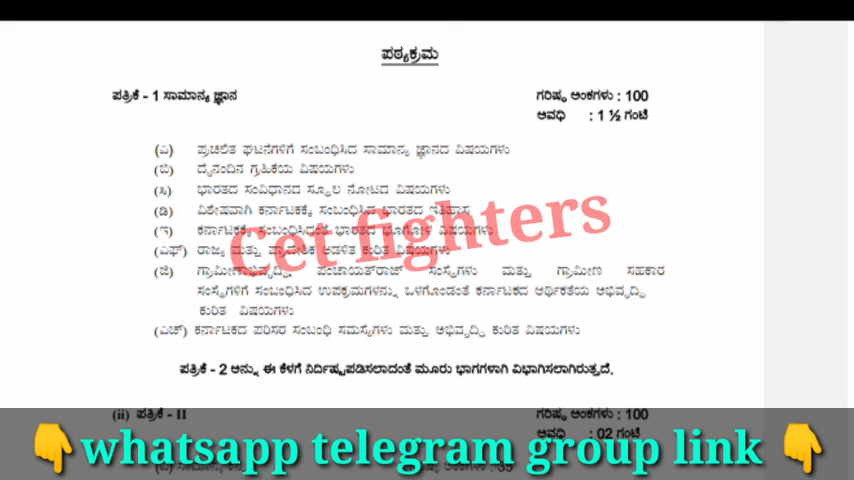 ಪಠ್ಯಕ್ರಮ
ಪತ್ರಿಕೆ - 1 ಸಾಮಾನ್ಯ ಜ್ಞಾನ ಗರಿಷ್ಠ ಅಂಕಗಳು : 100
ಅವಧಿ : 1 ½ ಗಂಟೆ
(ಎ) ಪ್ರಚಲಿತ ಘಟನೆಗಳಿಗೆ ಸಂಬಂಧಿಸಿದ ಸಾಮಾನ್ಯ ಜ್ಞಾನದ ವಿಷಯಗಳು
(ಬಿ) ದೈನಂದಿನ ಗ್ರಹಿಕೆಯ ವಿಷಯಗಳು
(ಸಿ) ಭಾರತದ ಸಂವಿಧಾನದ ಸ್ಥೂಲ ನೋಟದ ವಿಷಯಗಳು
(ಡಿ) ವಿಶೇಷವಾಗಿ ಕರ್ನಾಟಕಕ್ಕೆ ಸಂಬಂಧಿಸಿದ ಭಾರತದ ಇತಿಹಾಸ
(ಇ) ಕರ್ನಾಟಕಕ್ಕೆ ಸಂಬಂಧಿಸಿದಂತೆ ಭಾರತದ ಭೂಗೋಳ ವಿಷಯಗಳು
Cet fighters
(ಎಫ್) ರಾಜ್ಯ ಮತ್ತು ಪ್ರಾದೇಶಿಕ ಆಡಳಿತ ಕುರಿತ ವಿಷಯಗಳು
(ಜಿ) ಗ್ರಾಮೀಣಾಭಿವೃದ್ಧಿ, ಪಂಚಾಯತ್‌ರಾಜ್ ಸಂಸ್ಥೆಗಳು ಮತ್ತು ಗ್ರಾಮೀಣ ಸಹಕಾರ
ಸಂಸ್ಥೆಗಳಿಗೆ ಸಂಬಂಧಿಸಿದ ಉಪಕ್ರಮಗಳನ್ನು ಒಳಗೊಂಡಂತೆ ಕರ್ನಾಟಕದ ಆರ್ಥಿಕತೆಯ ಅಭಿವೃದ್ಧಿ
ಕುರಿತ ವಿಷಯಗಳು
(ಎಚ್) ಕರ್ನಾಟಕದ ಪರಿಸರ ಸಂಬಂಧಿ ಸಮಸ್ಯೆಗಳು ಮತ್ತು ಅಭಿವೃದ್ಧಿ ಕುರಿತ ವಿಷಯಗಳು
ಪತ್ರಿಕೆ - 2 ಅನ್ನು ಈ ಕೆಳಗೆ ನಿರ್ದಿಷ್ಟಪಡಿಸಲಾದಂತೆ ಮೂರು ಭಾಗಗಳಾಗಿ ವಿಭಾಗಿಸಲಾಗಿರುತ್ತದೆ.
(ii) ಪತ್ರಿಕೆ - II ಗರಿಷ್ಠ ಅಂಕಗಳು : 100
ಅವಧಿ : 02 ಗಂಟೆ
👇whatsapp telegram group link 👇